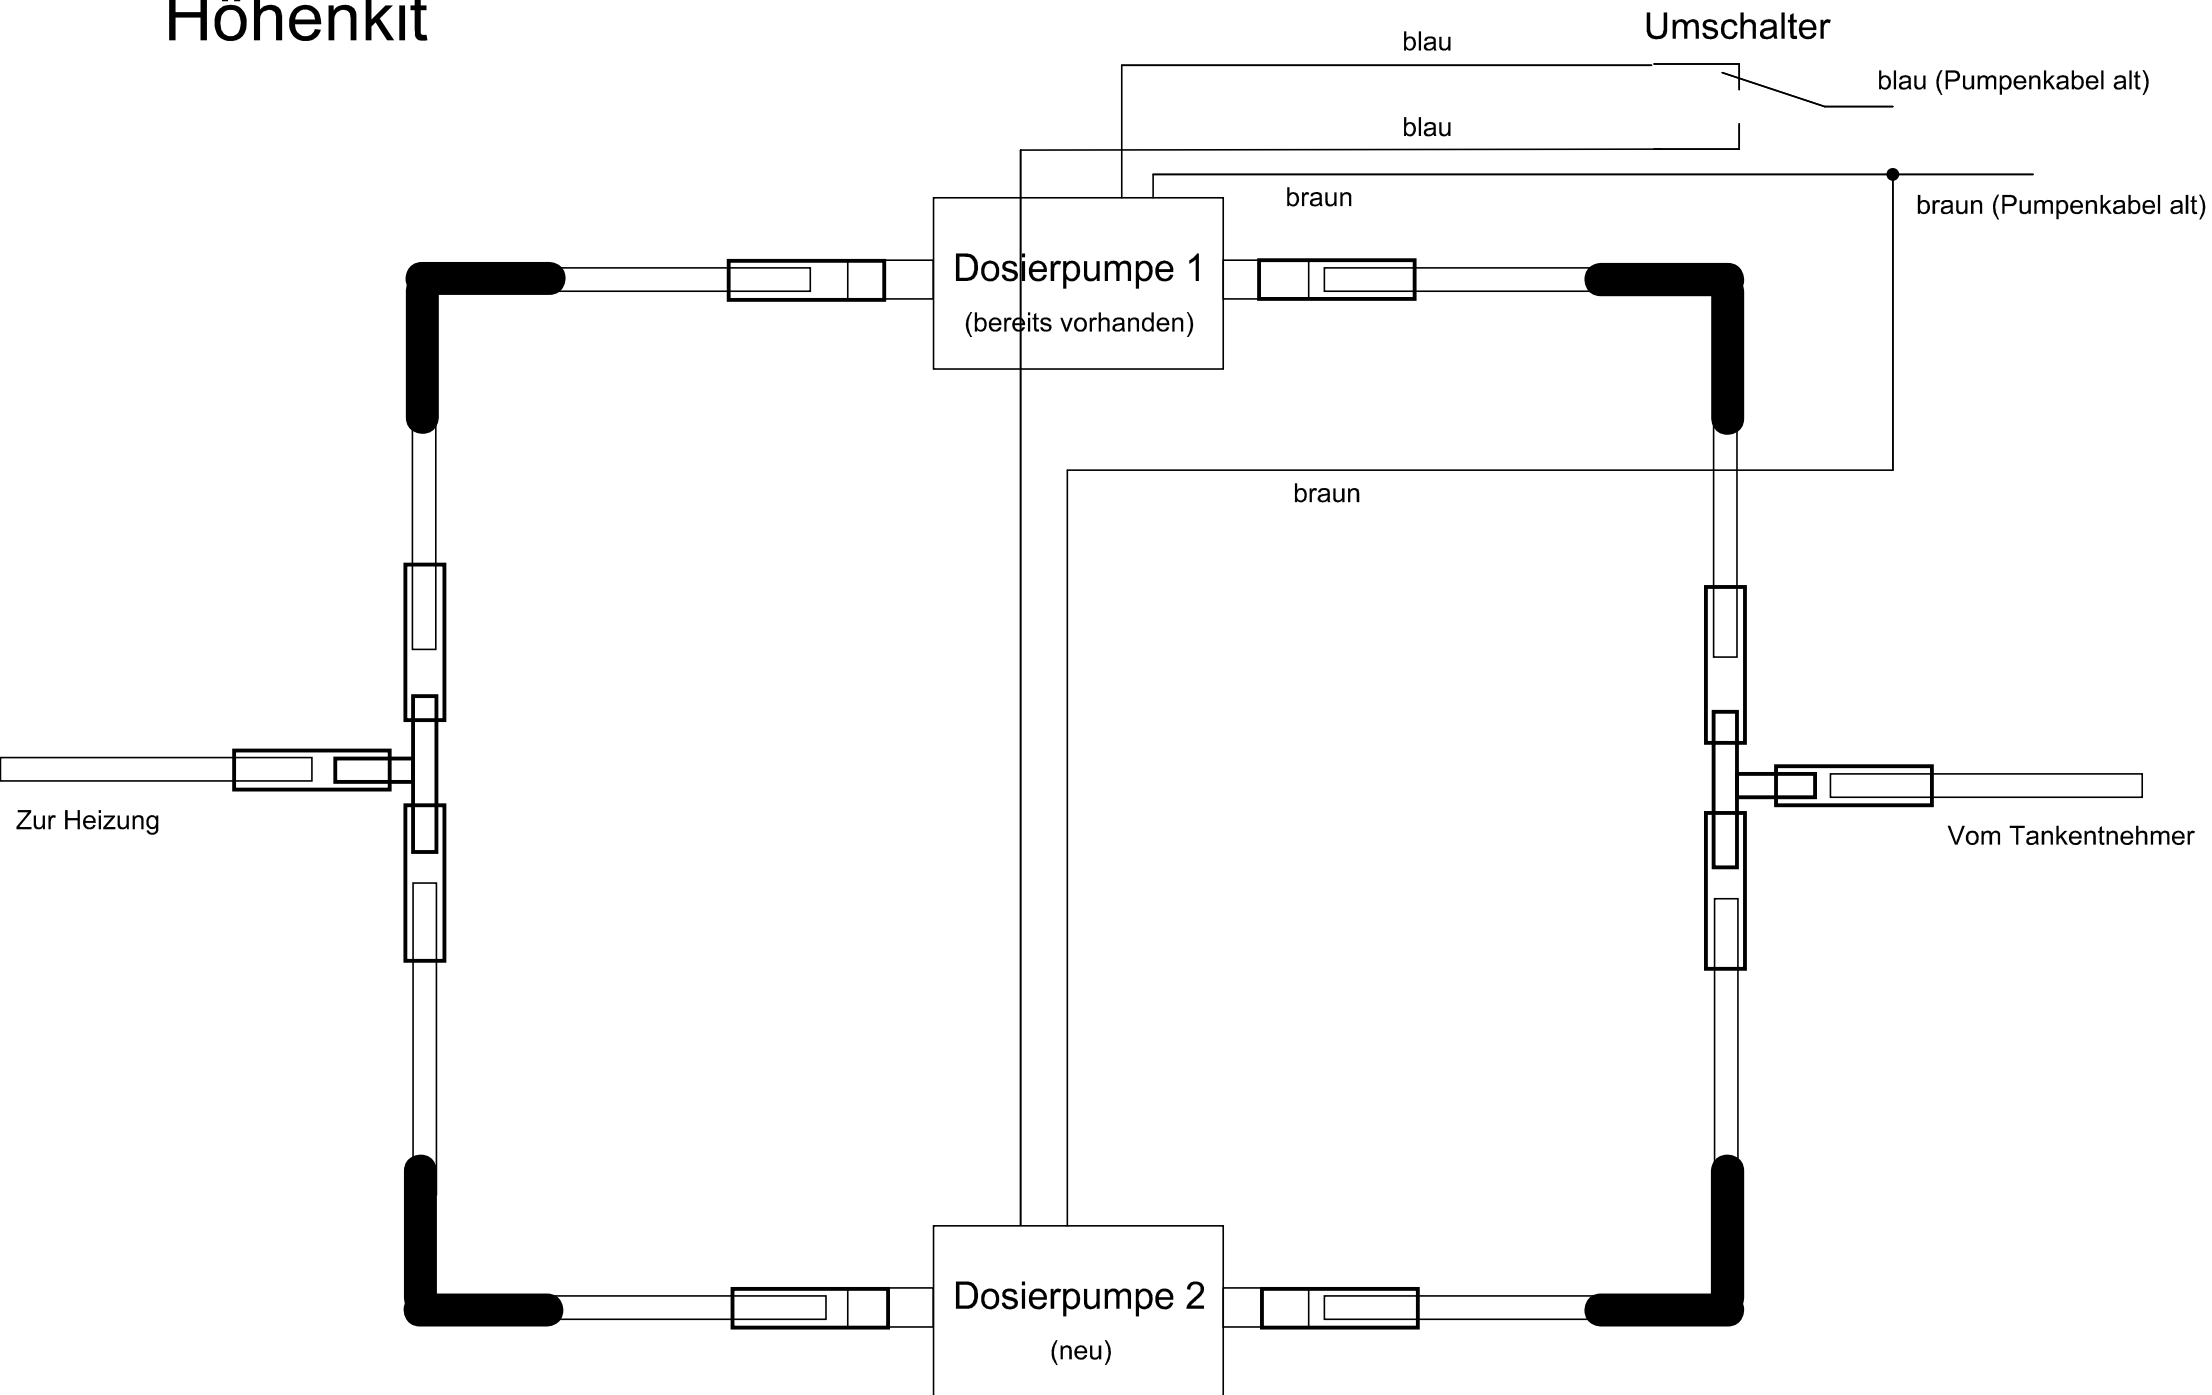 Höhenkit
Umschalter
blau
blau (Pumpenkabel alt)
blau
braun
braun (Pumpenkabel alt)
Dosierpumpe 1
(bereits vorhanden)
braun
Zur Heizung
Vom Tankentnehmer
Dosierpumpe 2
(neu)